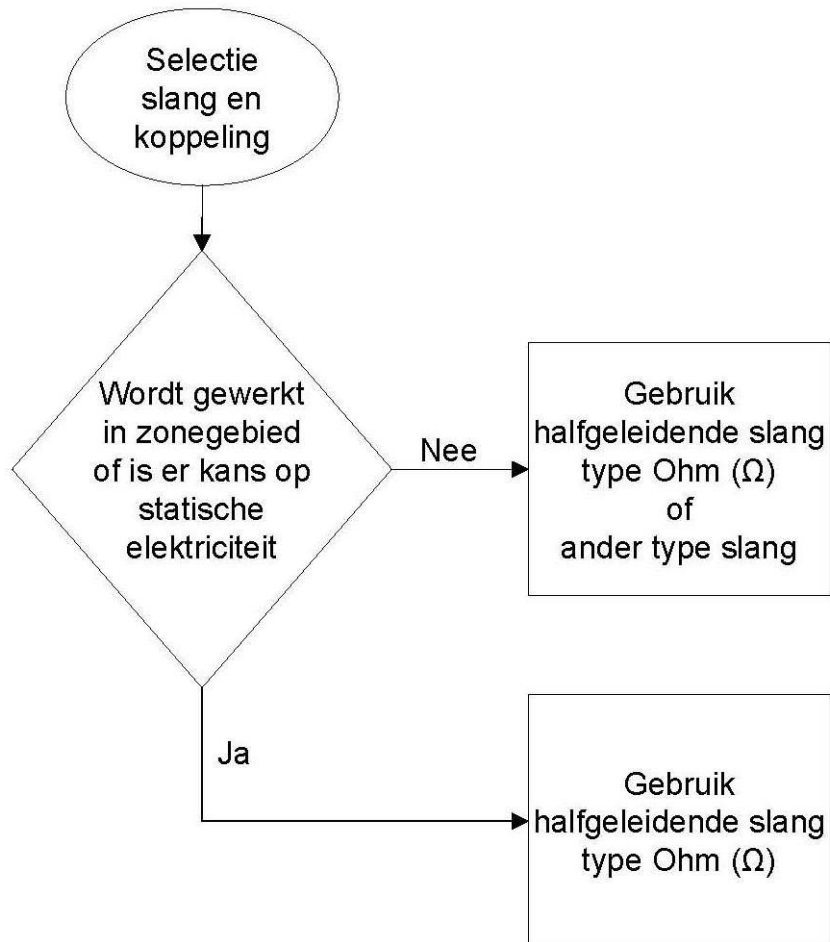 Selectie
slang en
koppeling
Wordt gewerkt
in zonegebied
of is er kans op
statische
elektriciteit
Nee
Gebruik
halfgeleidende slang
type Ohm (Ω)
of
ander type slang
Ja
Gebruik
halfgeleidende slang
type Ohm (Ω)